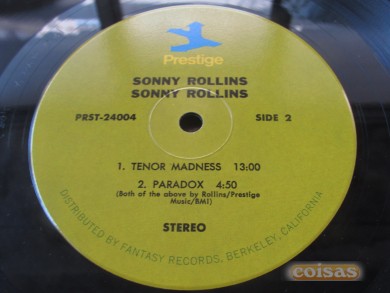 Prestige
SONNY ROLLINS
SONNY ROLLINS
PRST-24004 SIDE 2
1. TENOR MADNESS 13:00
2. PARADOX 4:50
(Both of the above by Rollins/Prestige
Music/BMI)
STEREO
DISTRIBUTED BY FANTASY RECORDS, BERKELEY, CALIFORNIA
coisas